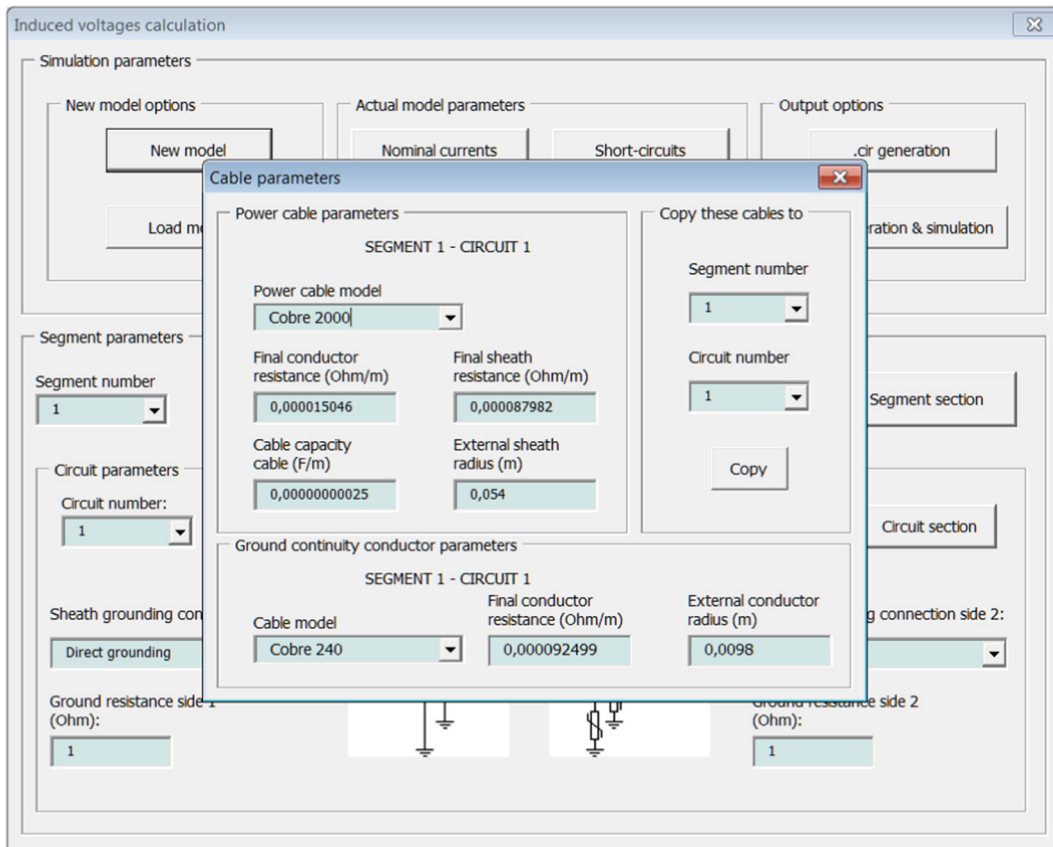 Induced voltages calculation
Simulation parameters
New model options
Actual model parameters
Output options
New model
Nominal currents
Short-circuits
.cir generation
Load
& simulation
Cable parameters
Power cable parameters
SEGMENT 1 - CIRCUIT 1
Power cable model
Cobre 2000
Final conductor
resistance (Ohm/m)
0,000015046
Final sheath
resistance (Ohm/m)
0,000087982
Cable capacity
cable (F/m)
0,00000000025
External sheath
radius (m)
0,054
Copy these cables to
Segment number
1
Circuit number
1
Copy
Ground continuity conductor parameters
SEGMENT 1 - CIRCUIT 1
Cable model
Cobre 240
Final conductor
resistance (Ohm/m)
0,000092499
External conductor
radius (m)
0,0098
Segment parameters
Segment number
1
Segment section
Circuit parameters
Circuit number:
1
Circuit section
Sheath grounding
Direct grounding
connection side 2:
Ground resistance side 1
(Ohm):
1
Ground resistance side 2
(Ohm):
1